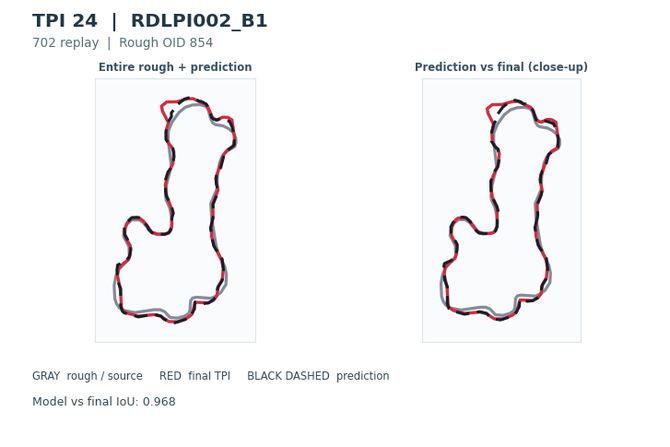 TPI 24 | RDLPI002_B1
702 replay | Rough OID 854
Entire rough + prediction
Prediction vs final (close-up)
GRAY rough / source RED final TPI BLACK DASHED prediction
Model vs final IoU: 0.968